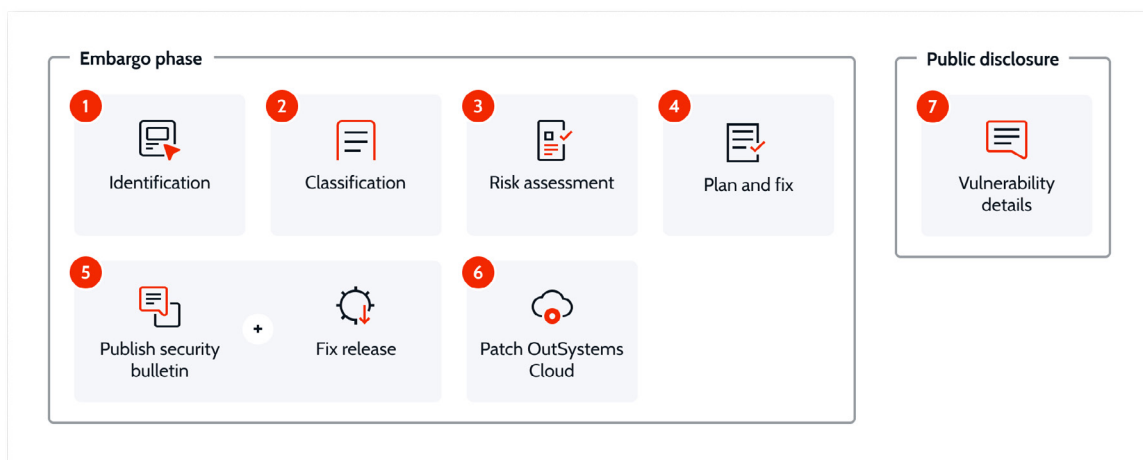 Embargo phase
Public disclosure
1
2
3
4
7
Identification
Classification
Risk assessment
Plan and fix
Vulnerability
details
5
6
+
Publish security
bulletin
Fix release
Patch OutSystems
Cloud